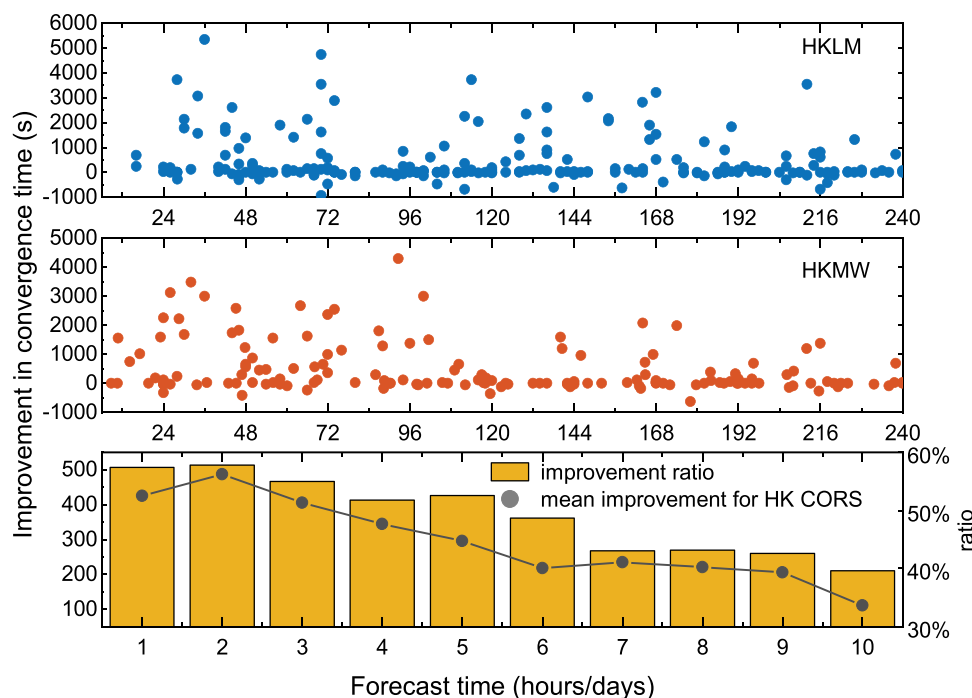 Improvement in convergence time (s)
6000
5000
4000
3000
2000
1000
0
-1000
HKLM
24 48 72 96 120 144 168 192 216 240
5000
4000
3000
2000
1000
0
-1000
HKMW
24 48 72 96 120 144 168 192 216 240
500
400
300
200
100
improvement ratio
mean improvement for HK CORS
60%
50%
40%
30%
ratio
1 2 3 4 5 6 7 8 9 10
Forecast time (hours/days)